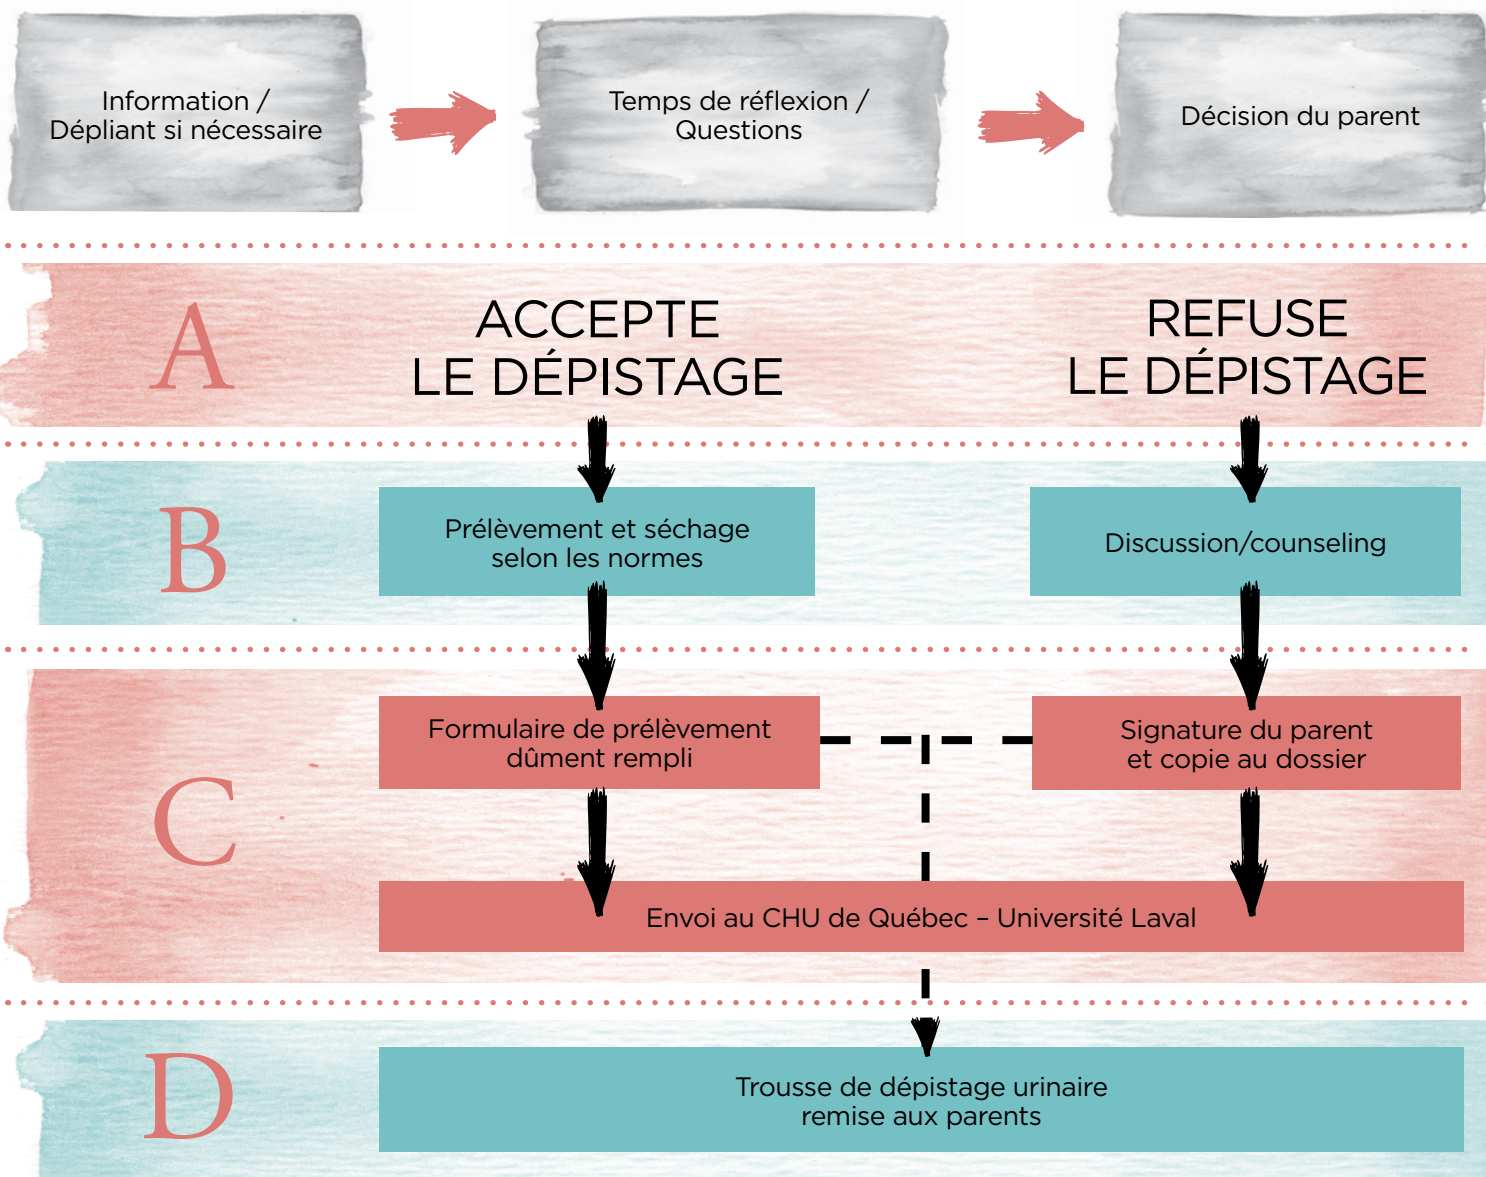 Information /
Dépliant si nécessaire
Temps de réflexion /
Questions
Décision du parent
A
ACCEPTE
LE DÉPISTAGE
REFUSE
LE DÉPISTAGE
B
Prélèvement et séchage
selon les normes
Discussion/counseling
C
Formulaire de prélèvement
dûment rempli
Signature du parent
et copie au dossier
Envoi au CHU de Québec – Université Laval
D
Trousse de dépistage urinaire
remise aux parents